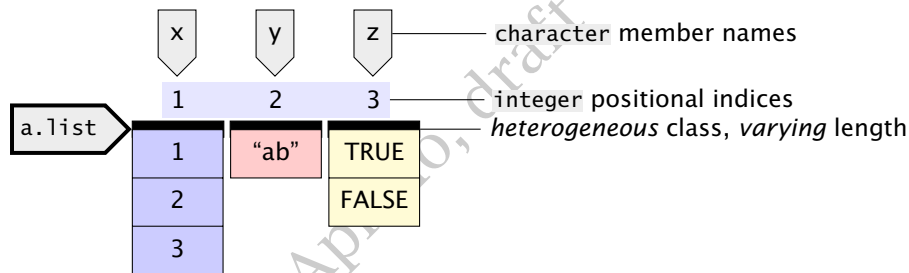 x y z character member names
1 2 3 integer positional indices
a.list heterogeneous class, varying length
1 “ab” TRUE
2 FALSE
3
draft